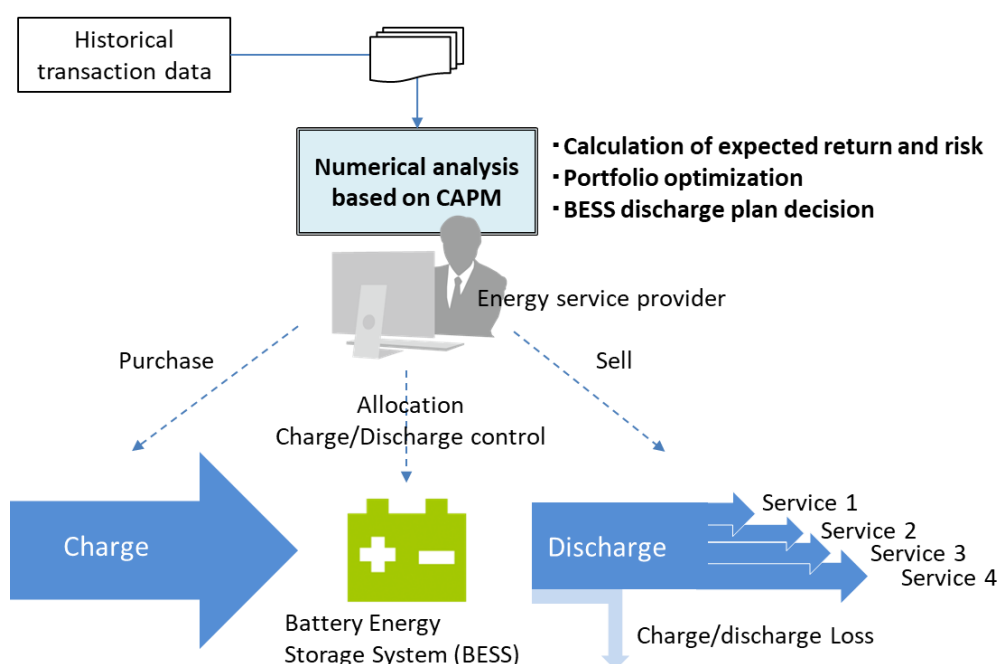 Historical
transaction data
Numerical analysis
based on CAPM
・Calculation of expected return and risk
・Portfolio optimization
・BESS discharge plan decision
Energy service provider
Purchase
Sell
Allocation
Charge/Discharge control
Charge
Discharge
Service 1
Service 2
Service 3
Service 4
Battery Energy
Storage System (BESS)
Charge/discharge Loss